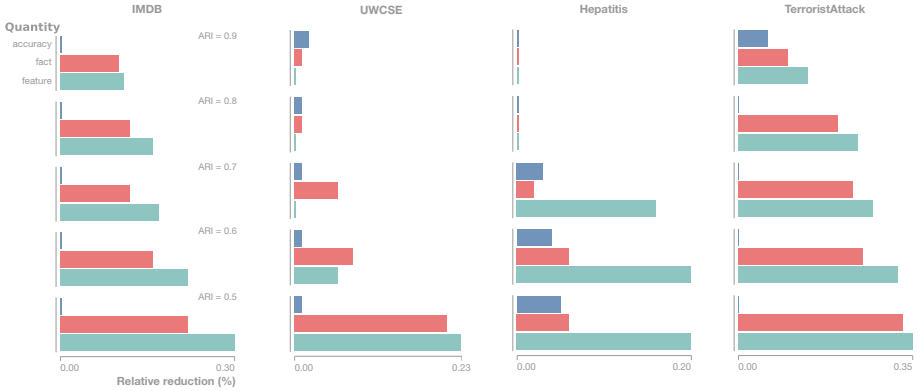 IMDB UWCSE Hepatitis TerroristAttack
Quantity
ARI = 0.9
accuracy
fact
feature
ARI = 0.8
ARI = 0.7
ARI = 0.6
ARI = 0.5
0.00 0.30 0.00 0.23 0.00 0.20 0.00 0.35
Relative reduction (%)